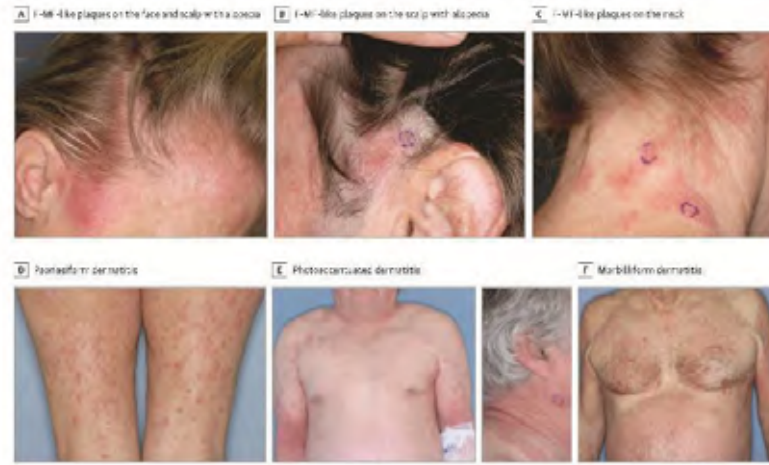 A F-MF-like plaques on the face and scalp with alopecia
B F-MF-like plaques on the scalp with alopecia
C F-MF-like plaques on the neck
D Psoriasiform dermatitis
E Photoaccentuated dermatitis
F Morbilliform dermatitis